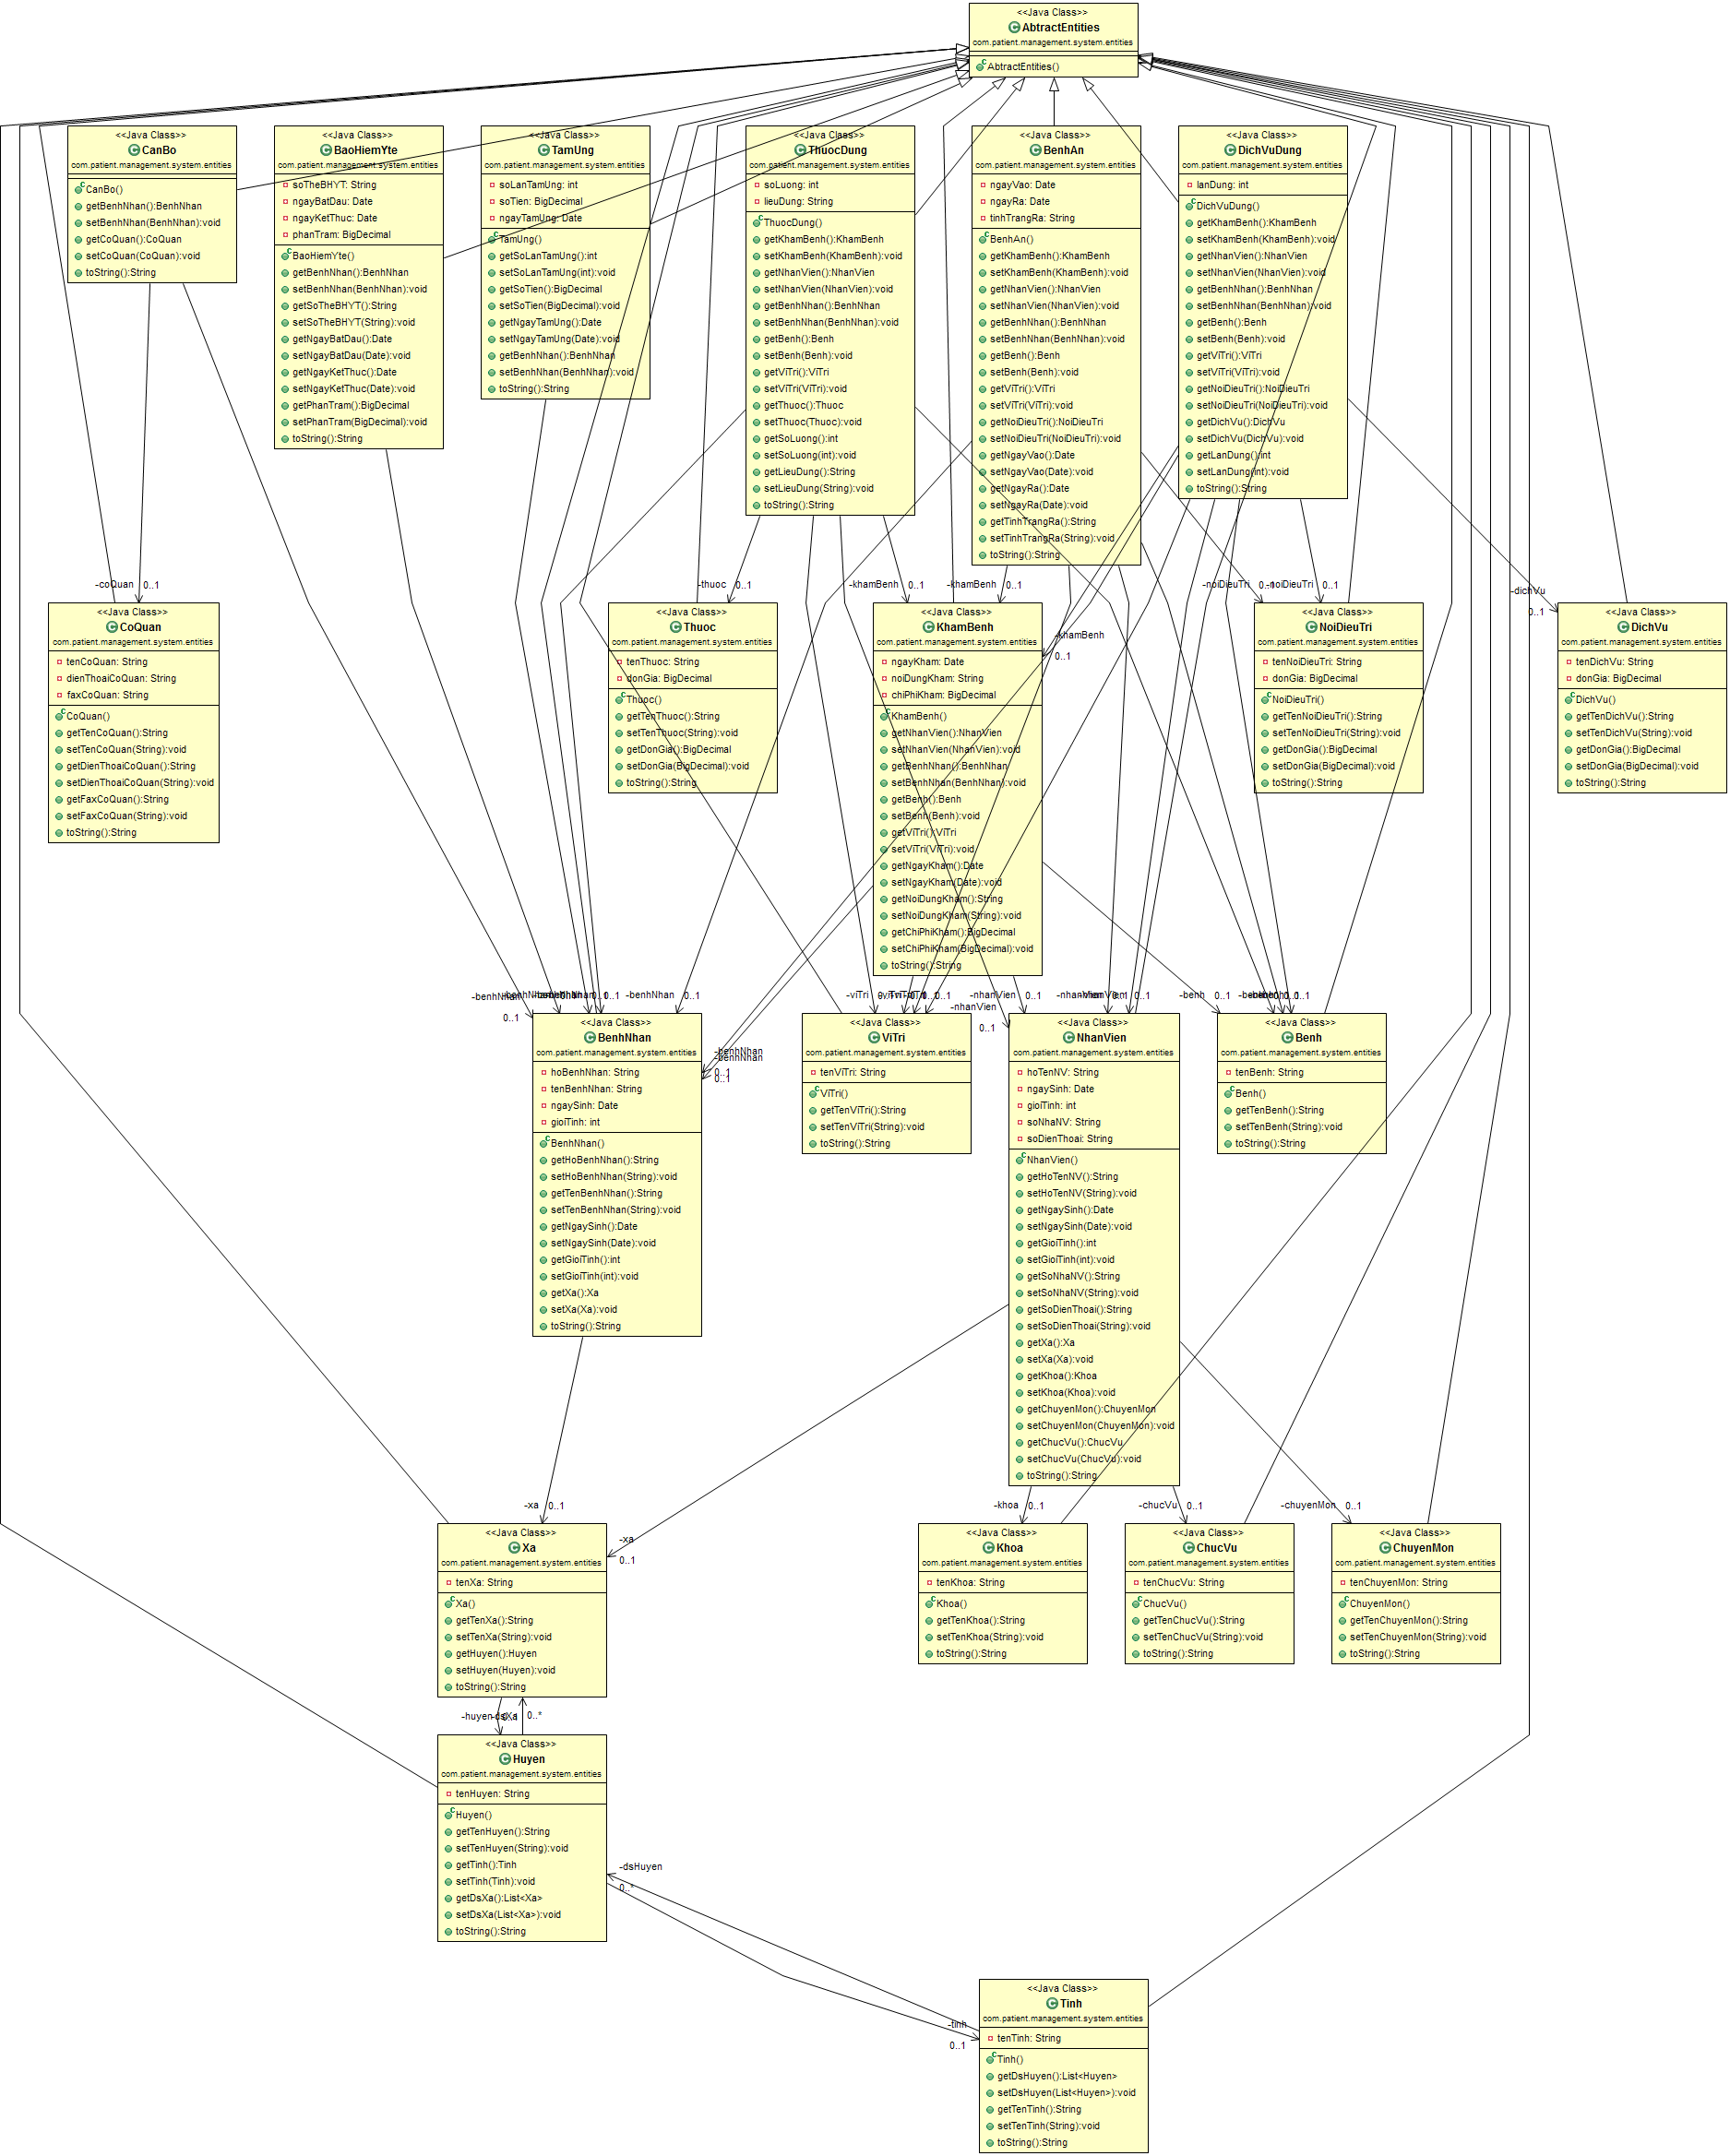 <<Java Class>>
AbtractEntities
com.patient.management.system.entities
AbtractEntities()
<<Java Class>>
CanBo
com.patient.management.system.entities
CanBo()
getBenhNhan():BenhNhan
setBenhNhan(BenhNhan):void
getCoQuan():CoQuan
setCoQuan(CoQuan):void
toString():String
<<Java Class>>
BaoHiemYte
com.patient.management.system.entities
soTheBHYT: String
ngayBatDau: Date
ngayKetThuc: Date
phanTram: BigDecimal
BaoHiemYte()
getBenhNhan():BenhNhan
setBenhNhan(BenhNhan):void
getSoTheBHYT():String
setSoTheBHYT(String):void
getNgayBatDau():Date
setNgayBatDau(Date):void
getNgayKetThuc():Date
setNgayKetThuc(Date):void
getPhanTram():BigDecimal
setPhanTram(BigDecimal):void
toString():String
<<Java Class>>
TamUng
com.patient.management.system.entities
soLanTamUng: int
soTien: BigDecimal
ngayTamUng: Date
TamUng()
getSoLanTamUng():int
setSoLanTamUng(int):void
getSoTien():BigDecimal
setSoTien(BigDecimal):void
getNgayTamUng():Date
setNgayTamUng(Date):void
getBenhNhan():BenhNhan
setBenhNhan(BenhNhan):void
toString():String
<<Java Class>>
ThuocDung
com.patient.management.system.entities
soLuong: int
lieuDung: String
ThuocDung()
getKhamBenh():KhamBenh
setKhamBenh(KhamBenh):void
getNhanVien():NhanVien
setNhanVien(NhanVien):void
getBenhNhan():BenhNhan
setBenhNhan(BenhNhan):void
getBenh():Benh
setBenh(Benh):void
getViTri():ViTri
setViTri(ViTri):void
getThuoc():Thuoc
setThuoc(Thuoc):void
getSoLuong():int
setSoLuong(int):void
getLieuDung():String
setLieuDung(String):void
toString():String
<<Java Class>>
BenhAn
com.patient.management.system.entities
ngayVao: Date
ngayRa: Date
tinhTrangRa: String
BenhAn()
getKhamBenh():KhamBenh
setKhamBenh(KhamBenh):void
getNhanVien():NhanVien
setNhanVien(NhanVien):void
getBenhNhan():BenhNhan
setBenhNhan(BenhNhan):void
getBenh():Benh
setBenh(Benh):void
getViTri():ViTri
setViTri(ViTri):void
getNoiDieuTri():NoiDieuTri
setNoiDieuTri(NoiDieuTri):void
getNgayVao():Date
setNgayVao(Date):void
getNgayRa():Date
setNgayRa(Date):void
getTinhTrangRa():String
setTinhTrangRa(String):void
toString():String
<<Java Class>>
DichVuDung
com.patient.management.system.entities
lanDung: int
DichVuDung()
getKhamBenh():KhamBenh
setKhamBenh(KhamBenh):void
getNhanVien():NhanVien
setNhanVien(NhanVien):void
getBenhNhan():BenhNhan
setBenhNhan(BenhNhan):void
getBenh():Benh
setBenh(Benh):void
getViTri():ViTri
setViTri(ViTri):void
getNoiDieuTri():NoiDieuTri
setNoiDieuTri(NoiDieuTri):void
getDichVu():DichVu
setDichVu(DichVu):void
getLanDung():int
setLanDung(int):void
toString():String
-coQuan 0..1
-thuoc 0..1
-khamBenh 0..1
-khamBenh 0..1
-noiDieuTri
-noiDieuTri 0..1
-dichVu
0..1
-khamBenh
0..1
<<Java Class>>
CoQuan
com.patient.management.system.entities
tenCoQuan: String
dienThoaiCoQuan: String
faxCoQuan: String
CoQuan()
getTenCoQuan():String
setTenCoQuan(String):void
getDienThoaiCoQuan():String
setDienThoaiCoQuan(String):void
getFaxCoQuan():String
setFaxCoQuan(String):void
toString():String
<<Java Class>>
Thuoc
com.patient.management.system.entities
tenThuoc: String
donGia: BigDecimal
Thuoc()
getTenThuoc():String
setTenThuoc(String):void
getDonGia():BigDecimal
setDonGia(BigDecimal):void
toString():String
<<Java Class>>
KhamBenh
com.patient.management.system.entities
ngayKham: Date
noiDungKham: String
chiPhiKham: BigDecimal
KhamBenh()
getNhanVien():NhanVien
setNhanVien(NhanVien):void
getBenhNhan():BenhNhan
setBenhNhan(BenhNhan):void
getBenh():Benh
setBenh(Benh):void
getViTri():ViTri
setViTri(ViTri):void
getNgayKham():Date
setNgayKham(Date):void
getNoiDungKham():String
setNoiDungKham(String):void
getChiPhiKham():BigDecimal
setChiPhiKham(BigDecimal):void
toString():String
<<Java Class>>
NoiDieuTri
com.patient.management.system.entities
tenNoiDieuTri: String
donGia: BigDecimal
NoiDieuTri()
getTenNoiDieuTri():String
setTenNoiDieuTri(String):void
getDonGia():BigDecimal
setDonGia(BigDecimal):void
toString():String
<<Java Class>>
DichVu
com.patient.management.system.entities
tenDichVu: String
donGia: BigDecimal
DichVu()
getTenDichVu():String
setTenDichVu(String):void
getDonGia():BigDecimal
setDonGia(BigDecimal):void
toString():String
-benhNhan
0..1
-benhNhan 0..1
-viTri
-nhanVien 0..1
-nhanVien
0..1
-nhanVien 0..1
-benh 0..1
-benhNhan
-benhNhan
0..1
0..1
<<Java Class>>
BenhNhan
com.patient.management.system.entities
hoBenhNhan: String
tenBenhNhan: String
ngaySinh: Date
gioiTinh: int
BenhNhan()
getHoBenhNhan():String
setHoBenhNhan(String):void
getTenBenhNhan():String
setTenBenhNhan(String):void
getNgaySinh():Date
setNgaySinh(Date):void
getGioiTinh():int
setGioiTinh(int):void
getXa():Xa
setXa(Xa):void
toString():String
<<Java Class>>
ViTri
com.patient.management.system.entities
tenViTri: String
ViTri()
getTenViTri():String
setTenViTri(String):void
toString():String
<<Java Class>>
NhanVien
com.patient.management.system.entities
hoTenNV: String
ngaySinh: Date
gioiTinh: int
soNhaNV: String
soDienThoai: String
NhanVien()
getHoTenNV():String
setHoTenNV(String):void
getNgaySinh():Date
setNgaySinh(Date):void
getGioiTinh():int
setGioiTinh(int):void
getSoNhaNV():String
setSoNhaNV(String):void
getSoDienThoai():String
setSoDienThoai(String):void
getXa():Xa
setXa(Xa):void
getKhoa():Khoa
setKhoa(Khoa):void
getChuyenMon():ChuyenMon
setChuyenMon(ChuyenMon):void
getChucVu():ChucVu
setChucVu(ChucVu):void
toString():String
<<Java Class>>
Benh
com.patient.management.system.entities
tenBenh: String
Benh()
getTenBenh():String
setTenBenh(String):void
toString():String
-xa 0..1
-xa
0..1
-khoa 0..1
-chucVu 0..1
-chuyenMon 0..1
<<Java Class>>
Xa
com.patient.management.system.entities
tenXa: String
Xa()
getTenXa():String
setTenXa(String):void
getHuyen():Huyen
setHuyen(Huyen):void
toString():String
<<Java Class>>
Khoa
com.patient.management.system.entities
tenKhoa: String
Khoa()
getTenKhoa():String
setTenKhoa(String):void
toString():String
<<Java Class>>
ChucVu
com.patient.management.system.entities
tenChucVu: String
ChucVu()
getTenChucVu():String
setTenChucVu(String):void
toString():String
<<Java Class>>
ChuyenMon
com.patient.management.system.entities
tenChuyenMon: String
ChuyenMon()
getTenChuyenMon():String
setTenChuyenMon(String):void
toString():String
-huyen
-dsXa 0..*
<<Java Class>>
Huyen
com.patient.management.system.entities
tenHuyen: String
Huyen()
getTenHuyen():String
setTenHuyen(String):void
getTinh():Tinh
setTinh(Tinh):void
getDsXa():List<Xa>
setDsXa(List<Xa>):void
toString():String
-dsHuyen
0..*
-tinh
0..1
<<Java Class>>
Tinh
com.patient.management.system.entities
tenTinh: String
Tinh()
getDsHuyen():List<Huyen>
setDsHuyen(List<Huyen>):void
getTenTinh():String
setTenTinh(String):void
toString():String